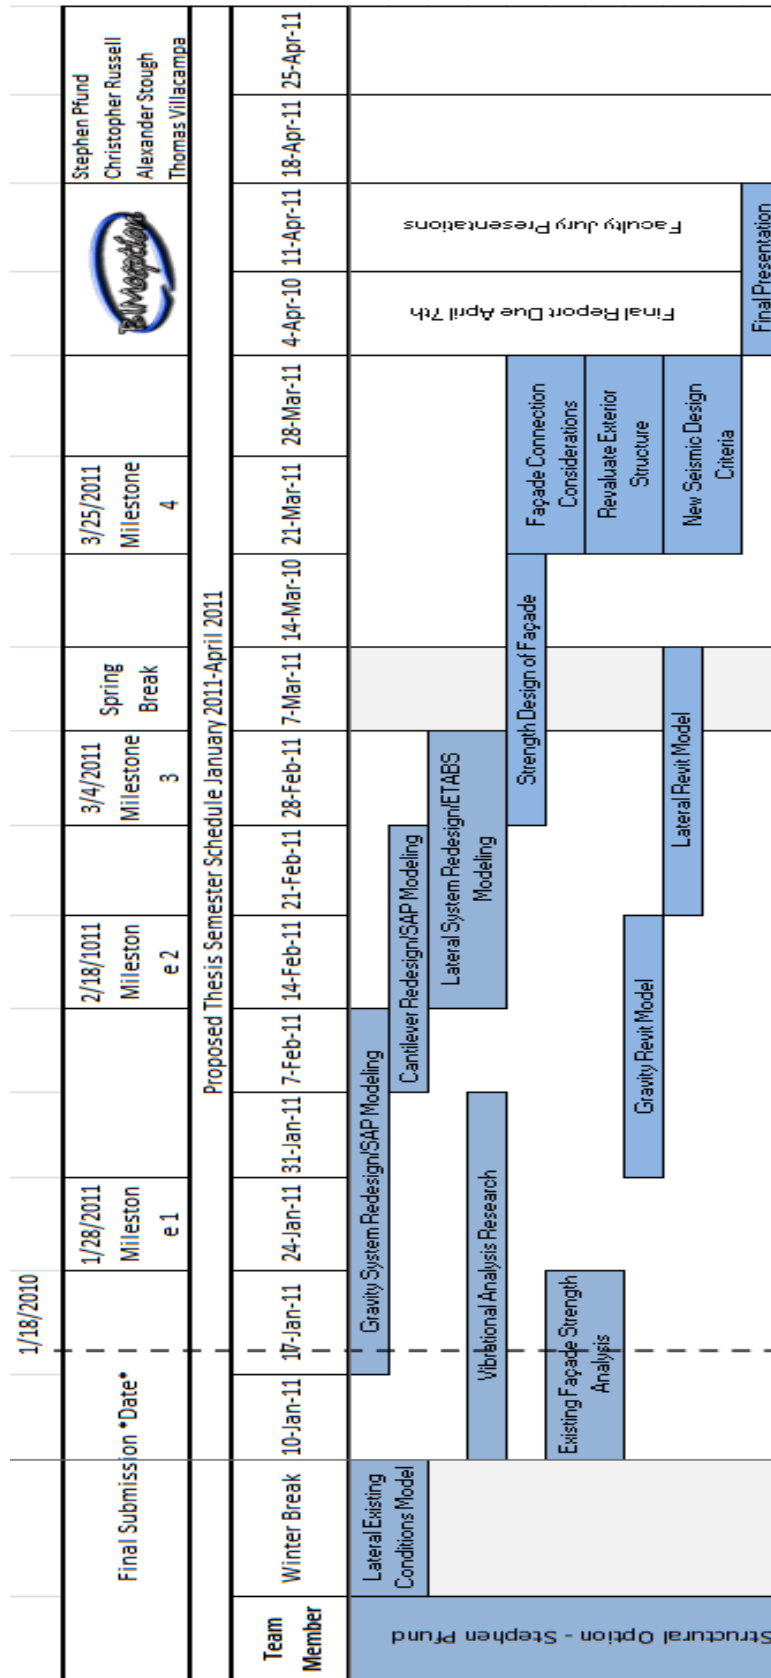 1/18/2010
Final Submission *Date*
1/28/2011
Mileston
e 1
2/18/1011
Mileston
e 2
3/4/2011
Milestone
3
Spring
Break
3/25/2011
Milestone
4
BIMception
Stephen Pfund
Christopher Russell
Alexander Stough
Thomas Villacampa
Proposed Thesis Semester Schedule January 2011-April 2011
Team
Member
Winter Break
10-Jan-11
17-Jan-11
24-Jan-11
31-Jan-11
7-Feb-11
14-Feb-11
21-Feb-11
28-Feb-11
7-Mar-11
14-Mar-10
21-Mar-11
28-Mar-11
4-Apr-10
11-Apr-11
18-Apr-11
25-Apr-11
Structural Option - Stephen Pfund
Lateral Existing
Conditions Model
Gravity System Redesign/SAP Modeling
Cantilever Redesign/SAP Modeling
Lateral System Redesign/ETABS
Modeling
Vibrational Analysis Research
Strength Design of Façade
Façade Connection
Considerations
Existing Façade Strength
Analysis
Revaluate Exterior
Structure
Gravity Revit Model
Lateral Revit Model
New Seismic Design
Criteria
Final Report Due April 7th
Faculty Jury Presentations
Final Presentation